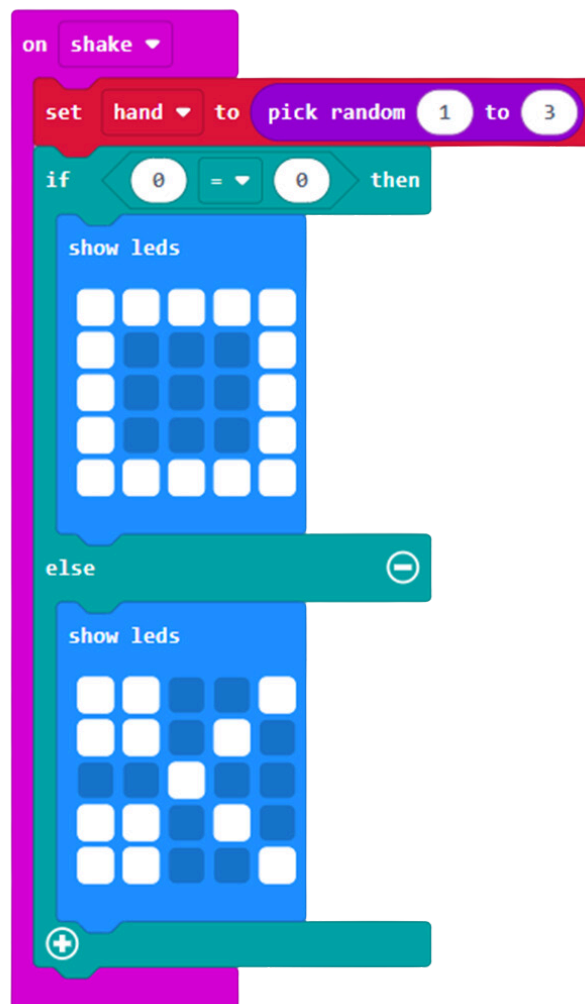 on shake
set hand to pick random 1 to 3
if 0 = 0 then
show leds
else
show leds